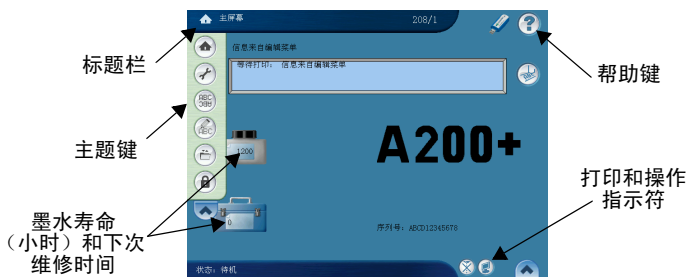 主屏幕 208/1
标题栏
信息来自编辑菜单
等待打印： 信息来自编辑菜单
帮助键
ABC
ABC
主题键
1200
A200+
打印和操作
指示符
墨水寿命
（小时）和下次
维修时间
0
序列号：ABCD12345678
状态：待机